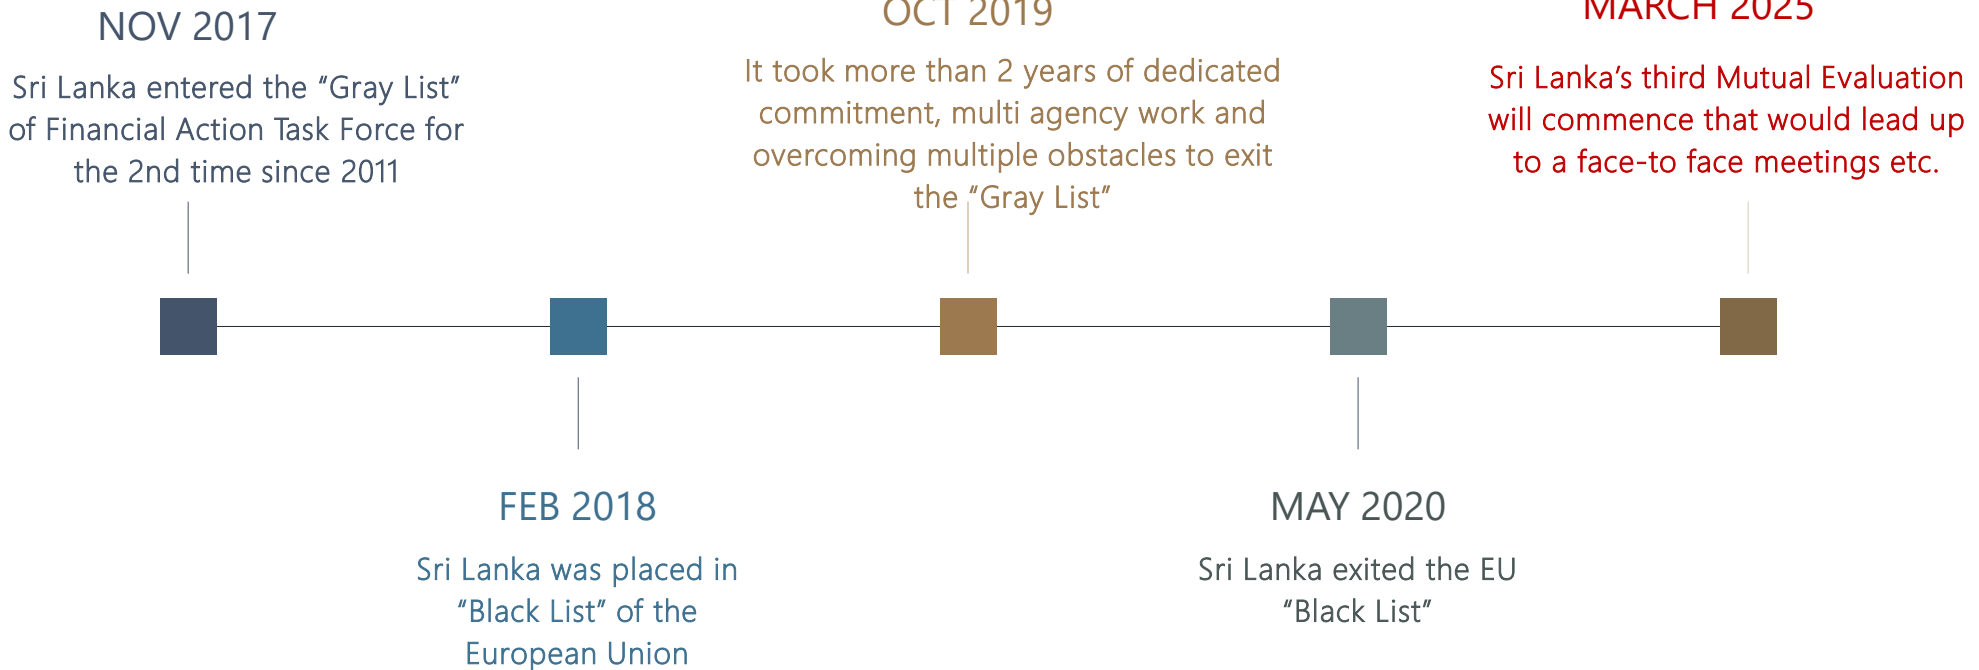 NOV 2017
Sri Lanka entered the “Gray List”
of Financial Action Task Force for
the 2nd time since 2011
FEB 2018
Sri Lanka was placed in
“Black List” of the
European Union
OCT 2019
It took more than 2 years of dedicated
commitment, multi agency work and
overcoming multiple obstacles to exit
the “Gray List”
MAY 2020
Sri Lanka exited the EU
“Black List”
MARCH 2025
Sri Lanka’s third Mutual Evaluation
will commence that would lead up
to a face-to face meetings etc.